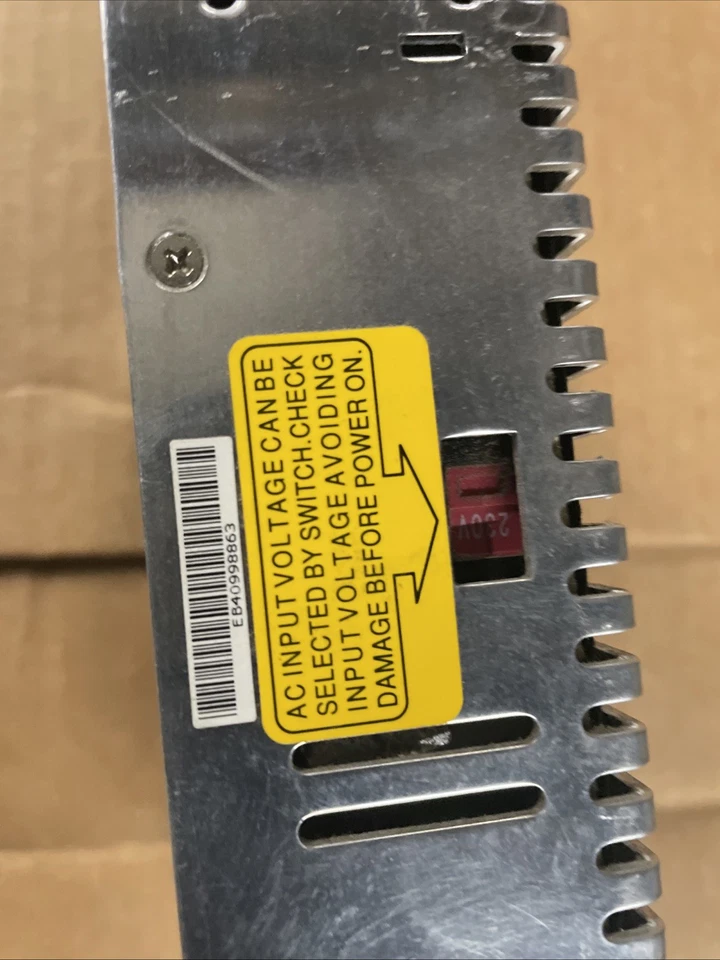 AC INPUT VOLTAGE CAN BE
SELECTED BY SWITCH.CHECK
INPUT VOLTAGE AVOIDING
DAMAGE BEFORE POWER ON.
EB40998863
230V